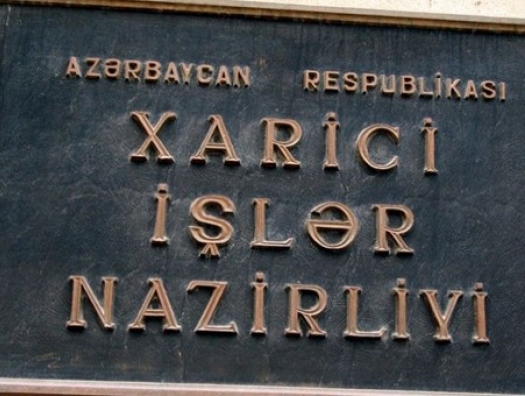 AZƏRBAYCAN RESPUBLİKASI
XARİCİ
İŞLƏR
NAZİRLİYİ